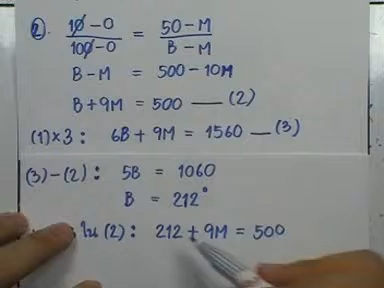 2. 10 - 0 / 100 - 0 = 50 - M / B - M
B - M = 500 - 10M
B + 9M = 500 — (2)
(1) × 3 : 6B + 9M = 1560 — (3)
(3) - (2) : 5B = 1060
B = 212°
ใน (2) : 212 + 9M = 500